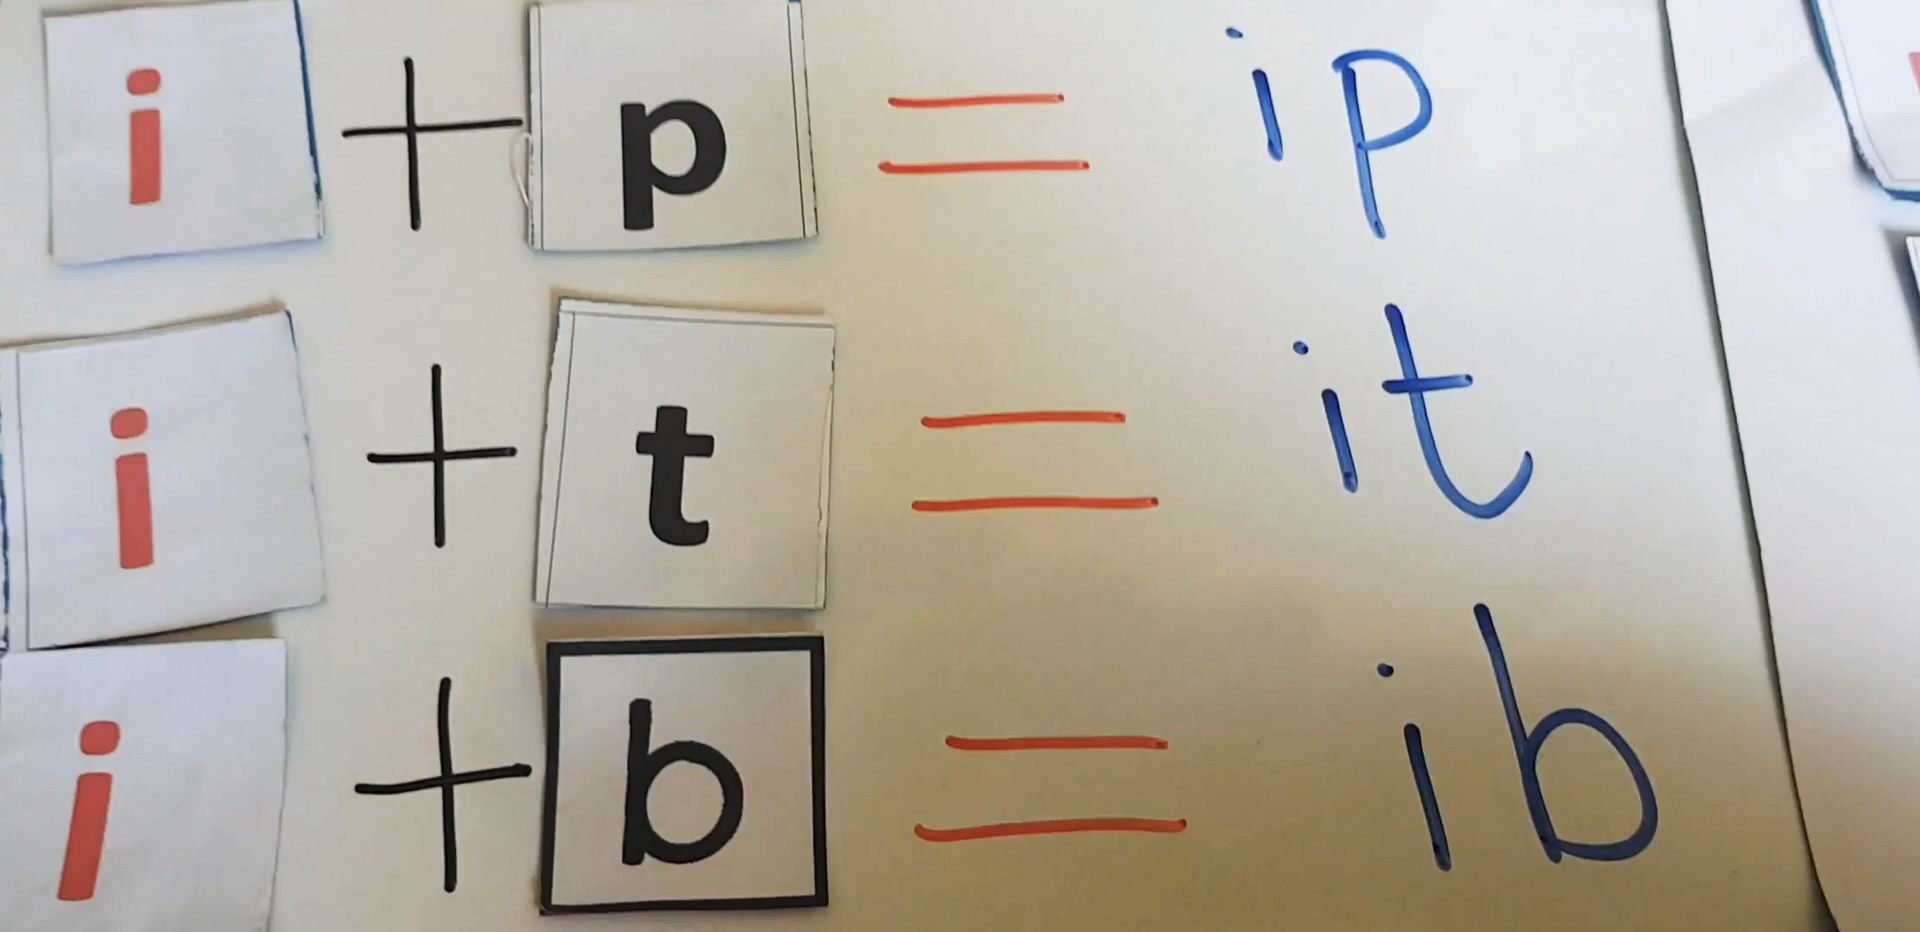 i + p = ip
i + t = it
i + b = ib